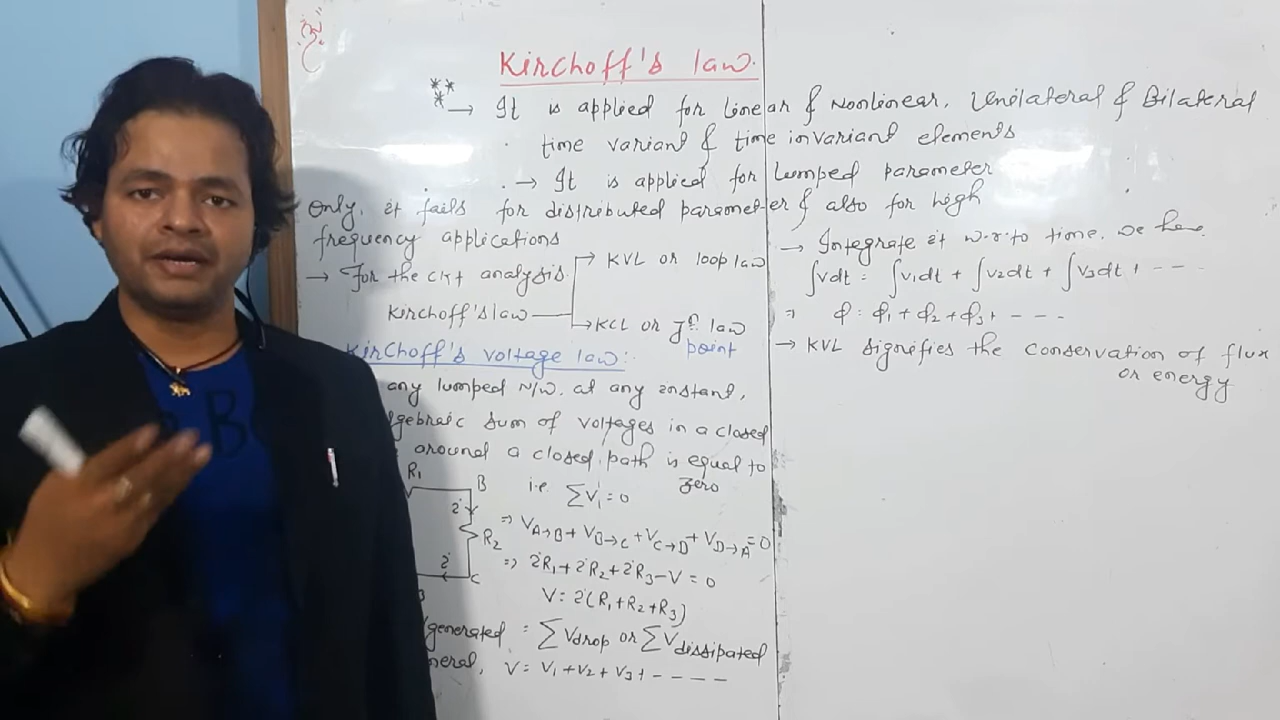 ॐ
Kirchoff's law.
*** → It is applied for linear & Nonlinear, Unilateral & Bilateral
time variant & time invariant elements
→ It is applied for lumped parameter
only. it fails for distributed parameter & also for high
frequency applications
→ For the ckt analysis.
Kirchoff's law
→ KVL or loop law
→ KCL or jn law
point
Kirchoff's voltage law:
any lumped N/W. at any instant,
gebraic sum of voltages in a closed
around a closed path is equal to
zero
i.e. ∑Vi = 0
R1 B
i
R2
i C
⇒ VA→B + VB→C + VC→D + VD→A = 0
⇒ iR1 + iR2 + iR3 - V = 0
V = i(R1 + R2 + R3)
generated = ∑Vdrop or ∑Vdissipated
neral, V = V1 + V2 + V3 + - - - -
→ Integrate it w.r.to time. we have
∫vdt = ∫v1dt + ∫v2dt + ∫v3dt + - - -
⇒ φ = φ1 + φ2 + φ3 + - - - -
→ KVL signifies the conservation of flux
or energy
B